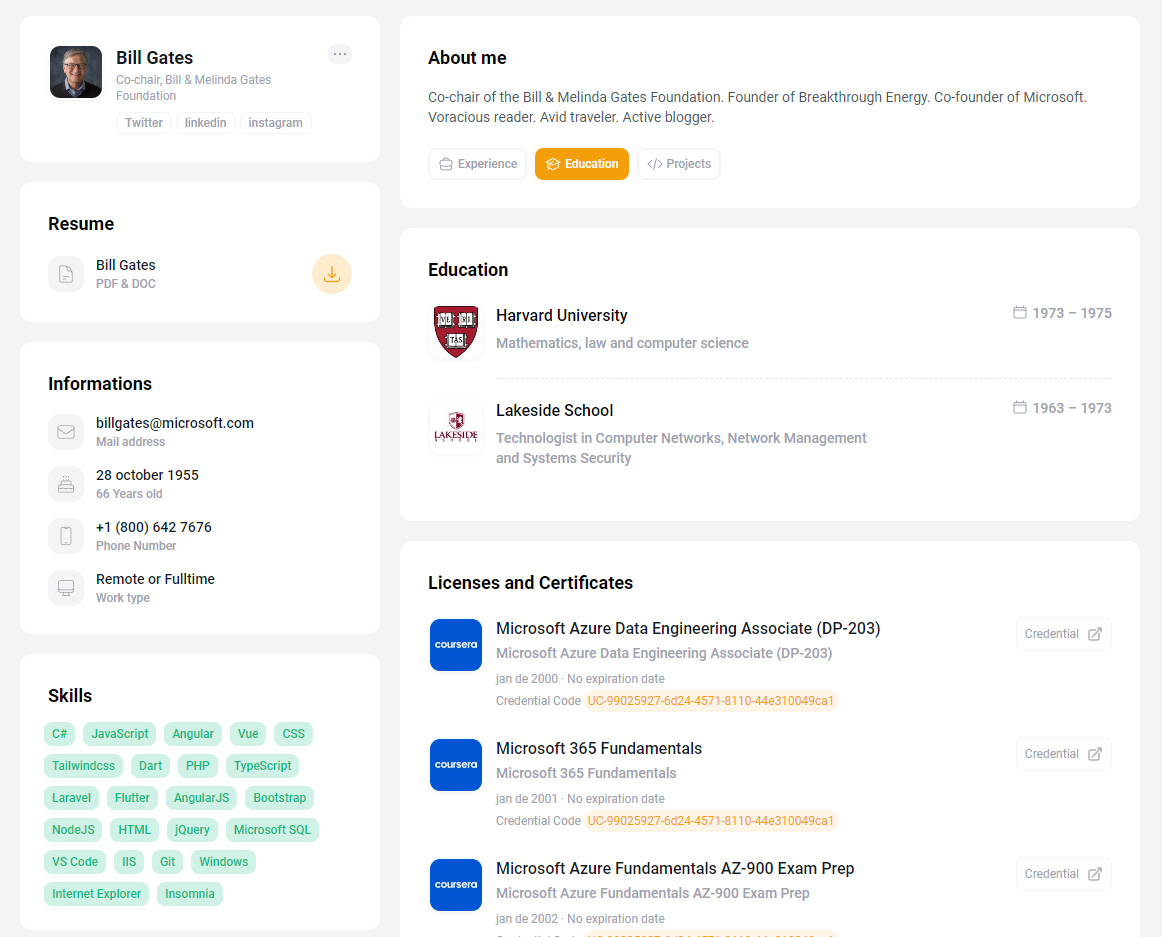 Bill Gates
Co-chair, Bill & Melinda Gates
Foundation
Twitter linkedin instagram
Resume
Bill Gates
PDF & DOC
Informations
billgates@microsoft.com
Mail address
28 october 1955
66 Years old
+1 (800) 642 7676
Phone Number
Remote or Fulltime
Work type
Skills
C# JavaScript Angular Vue CSS
Tailwindcss Dart PHP TypeScript
Laravel Flutter AngularJS Bootstrap
NodeJS HTML jQuery Microsoft SQL
VS Code IIS Git Windows
Internet Explorer Insomnia
About me
Co-chair of the Bill & Melinda Gates Foundation. Founder of Breakthrough Energy. Co-founder of Microsoft.
Voracious reader. Avid traveler. Active blogger.
Experience Education Projects
Education
VE RI TAS
Harvard University 1973 – 1975
Mathematics, law and computer science
LAKESIDE
SCHOOL
Lakeside School 1963 – 1973
Technologist in Computer Networks, Network Management
and Systems Security
Licenses and Certificates
coursera
Microsoft Azure Data Engineering Associate (DP-203) Credential
Microsoft Azure Data Engineering Associate (DP-203)
jan de 2000 · No expiration date
Credential Code UC-99025927-6d24-4571-8110-44e310049ca1
coursera
Microsoft 365 Fundamentals Credential
Microsoft 365 Fundamentals
jan de 2001 · No expiration date
Credential Code UC-99025927-6d24-4571-8110-44e310049ca1
coursera
Microsoft Azure Fundamentals AZ-900 Exam Prep Credential
Microsoft Azure Fundamentals AZ-900 Exam Prep
jan de 2002 · No expiration date